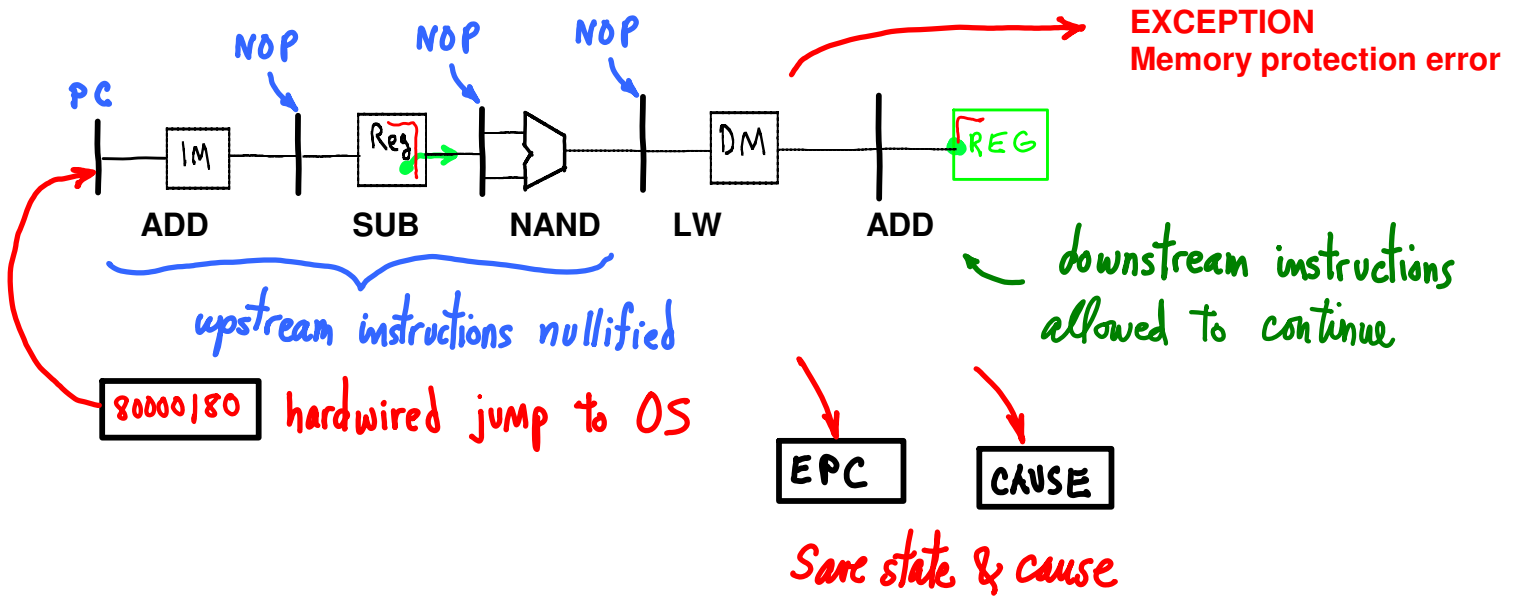 EXCEPTION
Memory protection error
NOP
NOP
NOP
PC
IM
Reg
DM
REG
ADD
SUB
NAND
LW
ADD
upstream instructions nullified
downstream instructions
allowed to continue
80000180
hardwired jump to OS
EPC
CAUSE
Save state & cause